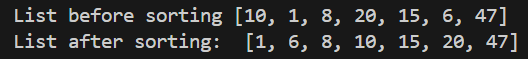 List before sorting [10, 1, 8, 20, 15, 6, 47]
List after sorting:  [1, 6, 8, 10, 15, 20, 47]